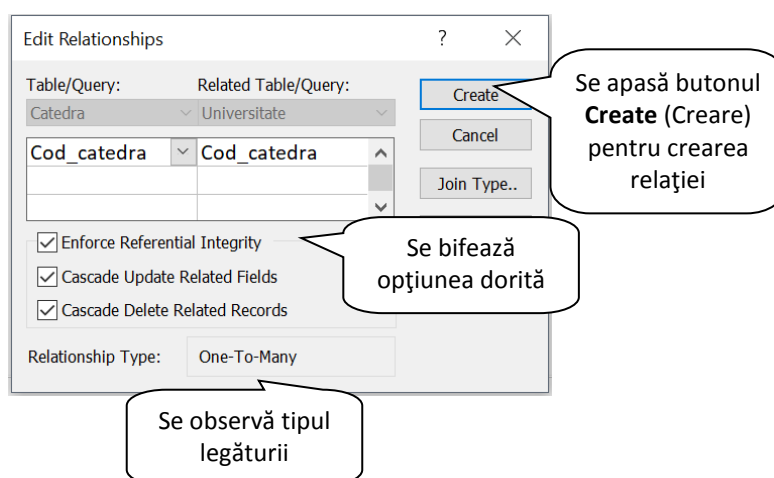 Edit Relationships ? ×
Table/Query: Related Table/Query:
Catedra Universitate
Cod_catedra Cod_catedra
Create
Cancel
Join Type..
Enforce Referential Integrity
Cascade Update Related Fields
Cascade Delete Related Records
Relationship Type: One-To-Many
Se apasă butonul
Create (Creare)
pentru crearea
relaţiei
Se bifează
opţiunea dorită
Se observă tipul
legăturii